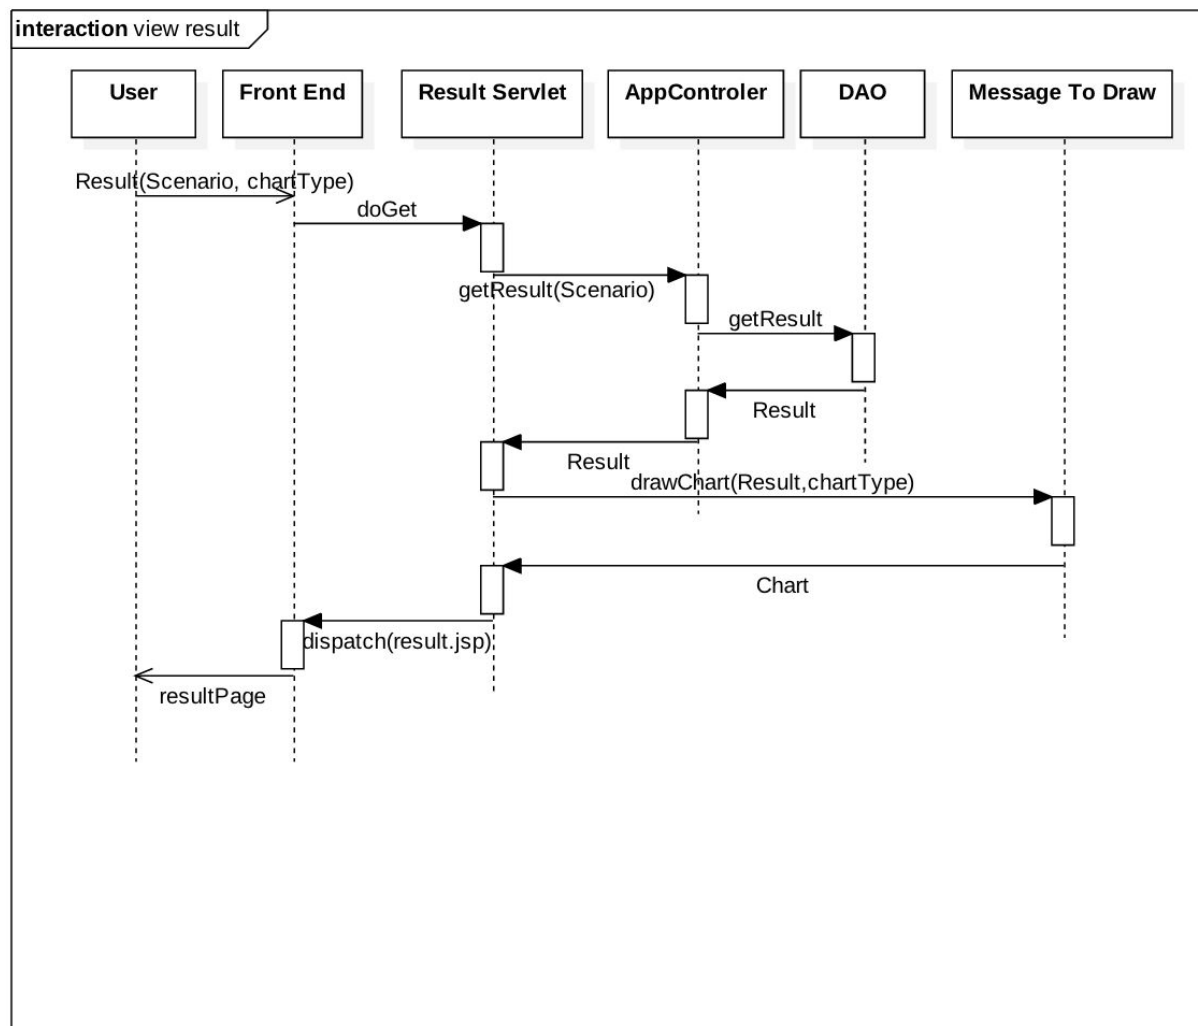 interaction view result
User
Front End
Result Servlet
AppControler
DAO
Message To Draw
Result(Scenario, chartType)
doGet
getResult(Scenario)
getResult
Result
Result
drawChart(Result,chartType)
Chart
dispatch(result.jsp)
resultPage